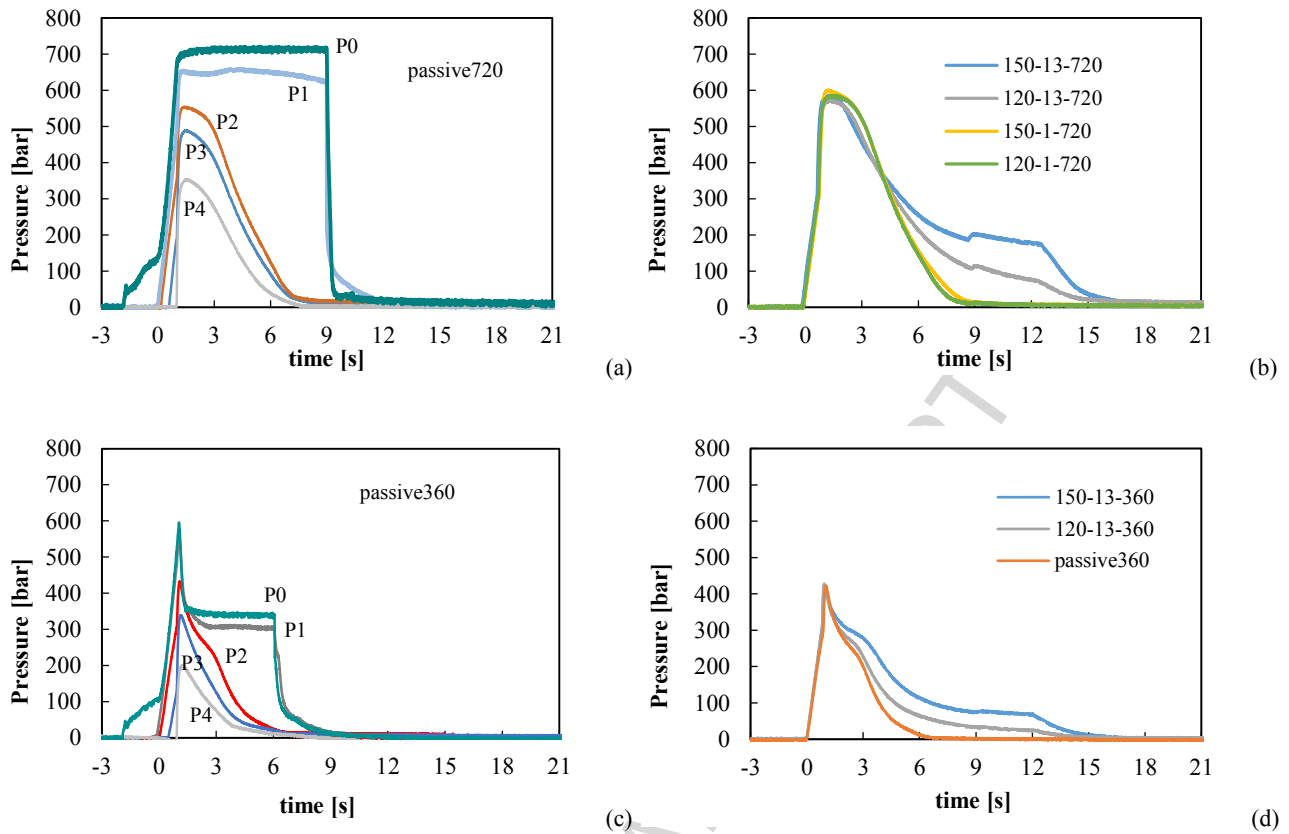 800
700
600
500
400
300
200
100
0
Pressure [bar]
P0
passive720
P1
P2
P3
P4
-3 0 3 6 9 12 15 18 21
time [s]
(a)
800
700
600
500
400
300
200
100
0
Pressure [bar]
150-13-720
120-13-720
150-1-720
120-1-720
-3 0 3 6 9 12 15 18 21
time [s]
(b)
800
700
600
500
400
300
200
100
0
Pressure [bar]
passive360
P0
P1
P2
P3
P4
-3 0 3 6 9 12 15 18 21
time [s]
(c)
800
700
600
500
400
300
200
100
0
Pressure [bar]
150-13-360
120-13-360
passive360
-3 0 3 6 9 12 15 18 21
time [s]
(d)